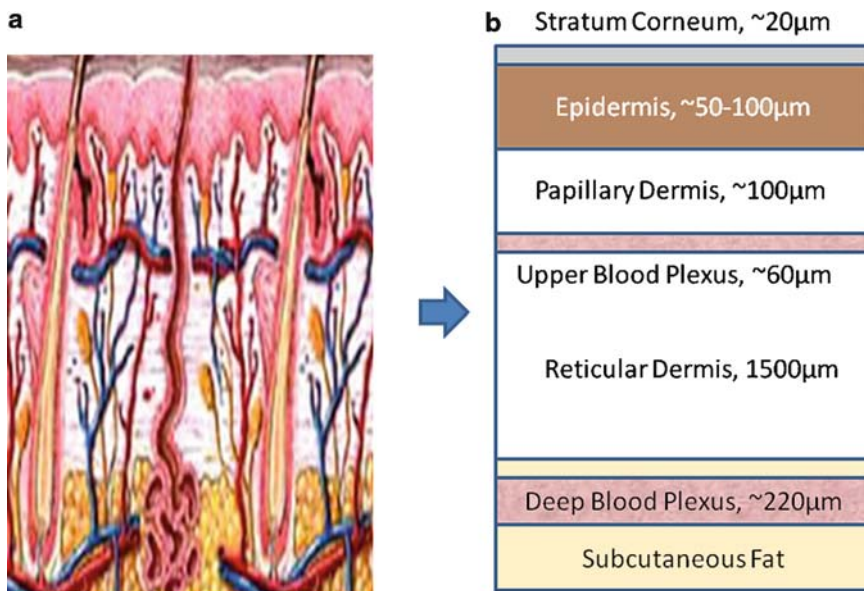 a
b
Stratum Corneum, ~20µm
Epidermis, ~50-100µm
Papillary Dermis, ~100µm
Upper Blood Plexus, ~60µm
Reticular Dermis, 1500µm
Deep Blood Plexus, ~220µm
Subcutaneous Fat